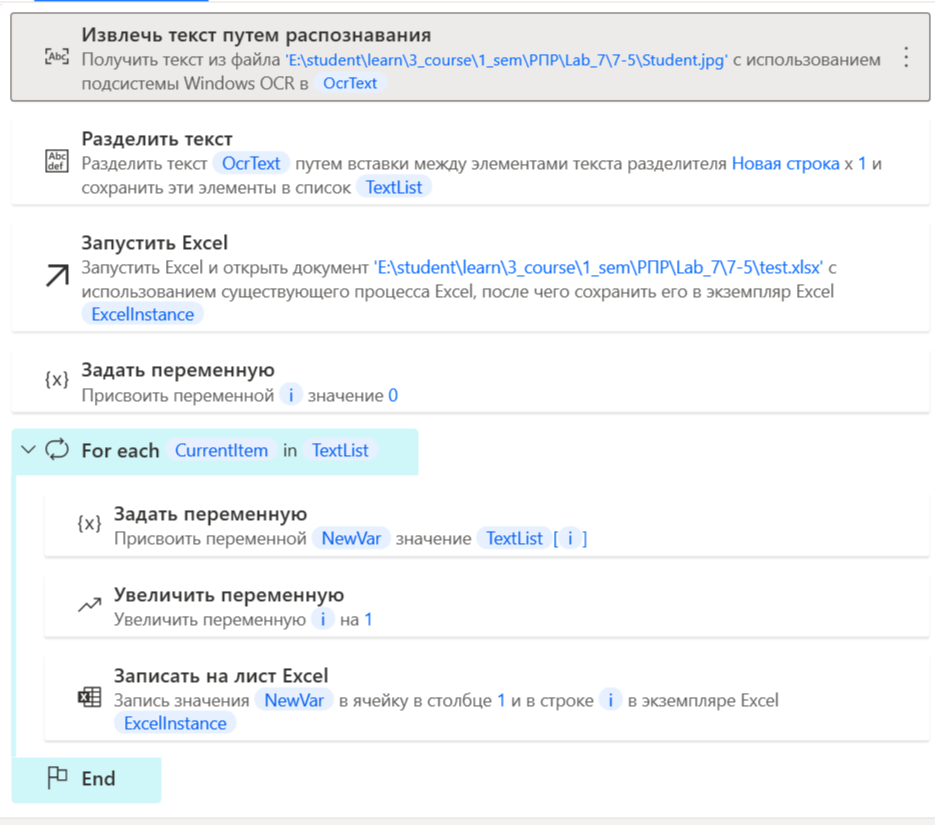 Извлечь текст путем распознавания
Abc
Получить текст из файла 'E:\student\learn\3_course\1_sem\РПР\Lab_7\7-5\Student.jpg' с использованием
подсистемы Windows OCR в OcrText
Разделить текст
Abc
def
Разделить текст OcrText путем вставки между элементами текста разделителя Новая строка x 1 и
сохранить эти элементы в список TextList
Запустить Excel
Запустить Excel и открыть документ 'E:\student\learn\3_course\1_sem\РПР\Lab_7\7-5\test.xlsx' с
использованием существующего процесса Excel, после чего сохранить его в экземпляр Excel
ExcelInstance
Задать переменную
{x}
Присвоить переменной i значение 0
For each CurrentItem in TextList
Задать переменную
{x}
Присвоить переменной NewVar значение TextList [ i ]
Увеличить переменную
Увеличить переменную i на 1
Записать на лист Excel
Запись значения NewVar в ячейку в столбце 1 и в строке i в экземпляре Excel
ExcelInstance
End